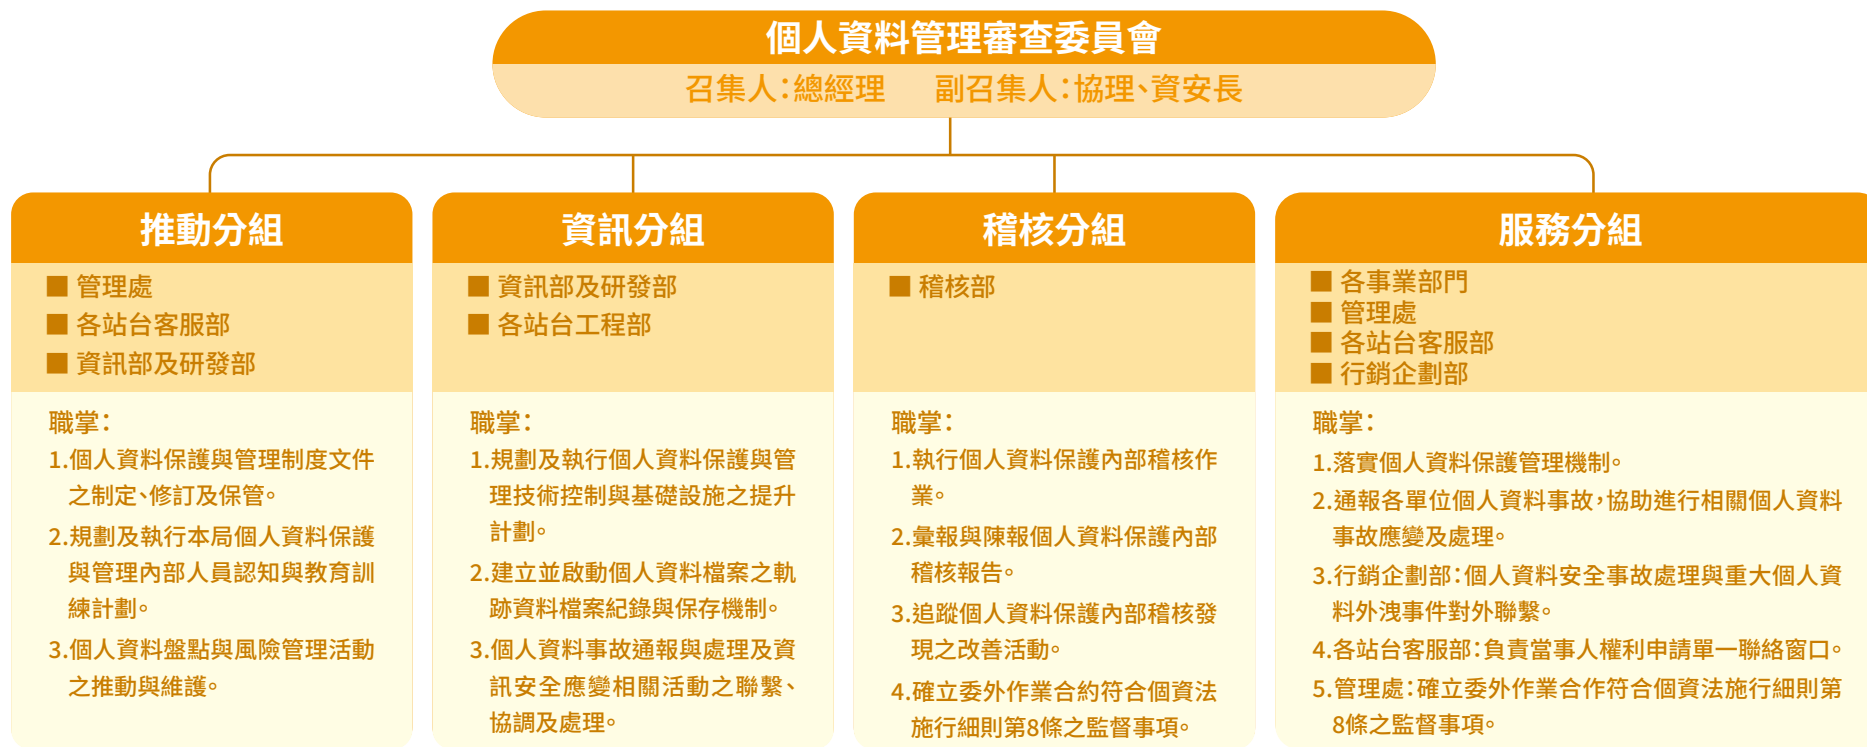 個人資料管理審查委員會
召集人：總經理　副召集人：協理、資安長
推動分組
■ 管理處
■ 各站台客服部
■ 資訊部及研發部
職掌：
1.個人資料保護與管理制度文件
之制定、修訂及保管。
2.規劃及執行本局個人資料保護
與管理內部人員認知與教育訓
練計劃。
3.個人資料盤點與風險管理活動
之推動與維護。
資訊分組
■ 資訊部及研發部
■ 各站台工程部
職掌：
1.規劃及執行個人資料保護與管
理技術控制與基礎設施之提升
計劃。
2.建立並啟動個人資料檔案之軌
跡資料檔案紀錄與保存機制。
3.個人資料事故通報與處理及資
訊安全應變相關活動之聯繫、
協調及處理。
稽核分組
■ 稽核部
職掌：
1.執行個人資料保護內部稽核作
業。
2.彙報與陳報個人資料保護內部
稽核報告。
3.追蹤個人資料保護內部稽核發
現之改善活動。
4.確立委外作業合約符合個資法
施行細則第8條之監督事項。
服務分組
■ 各事業部門
■ 管理處
■ 各站台客服部
■ 行銷企劃部
職掌：
1.落實個人資料保護管理機制。
2.通報各單位個人資料事故，協助進行相關個人資料
事故應變及處理。
3.行銷企劃部：個人資料安全事故處理與重大個人資
料外洩事件對外聯繫。
4.各站台客服部：負責當事人權利申請單一聯絡窗口。
5.管理處：確立委外作業合作符合個資法施行細則第
8條之監督事項。